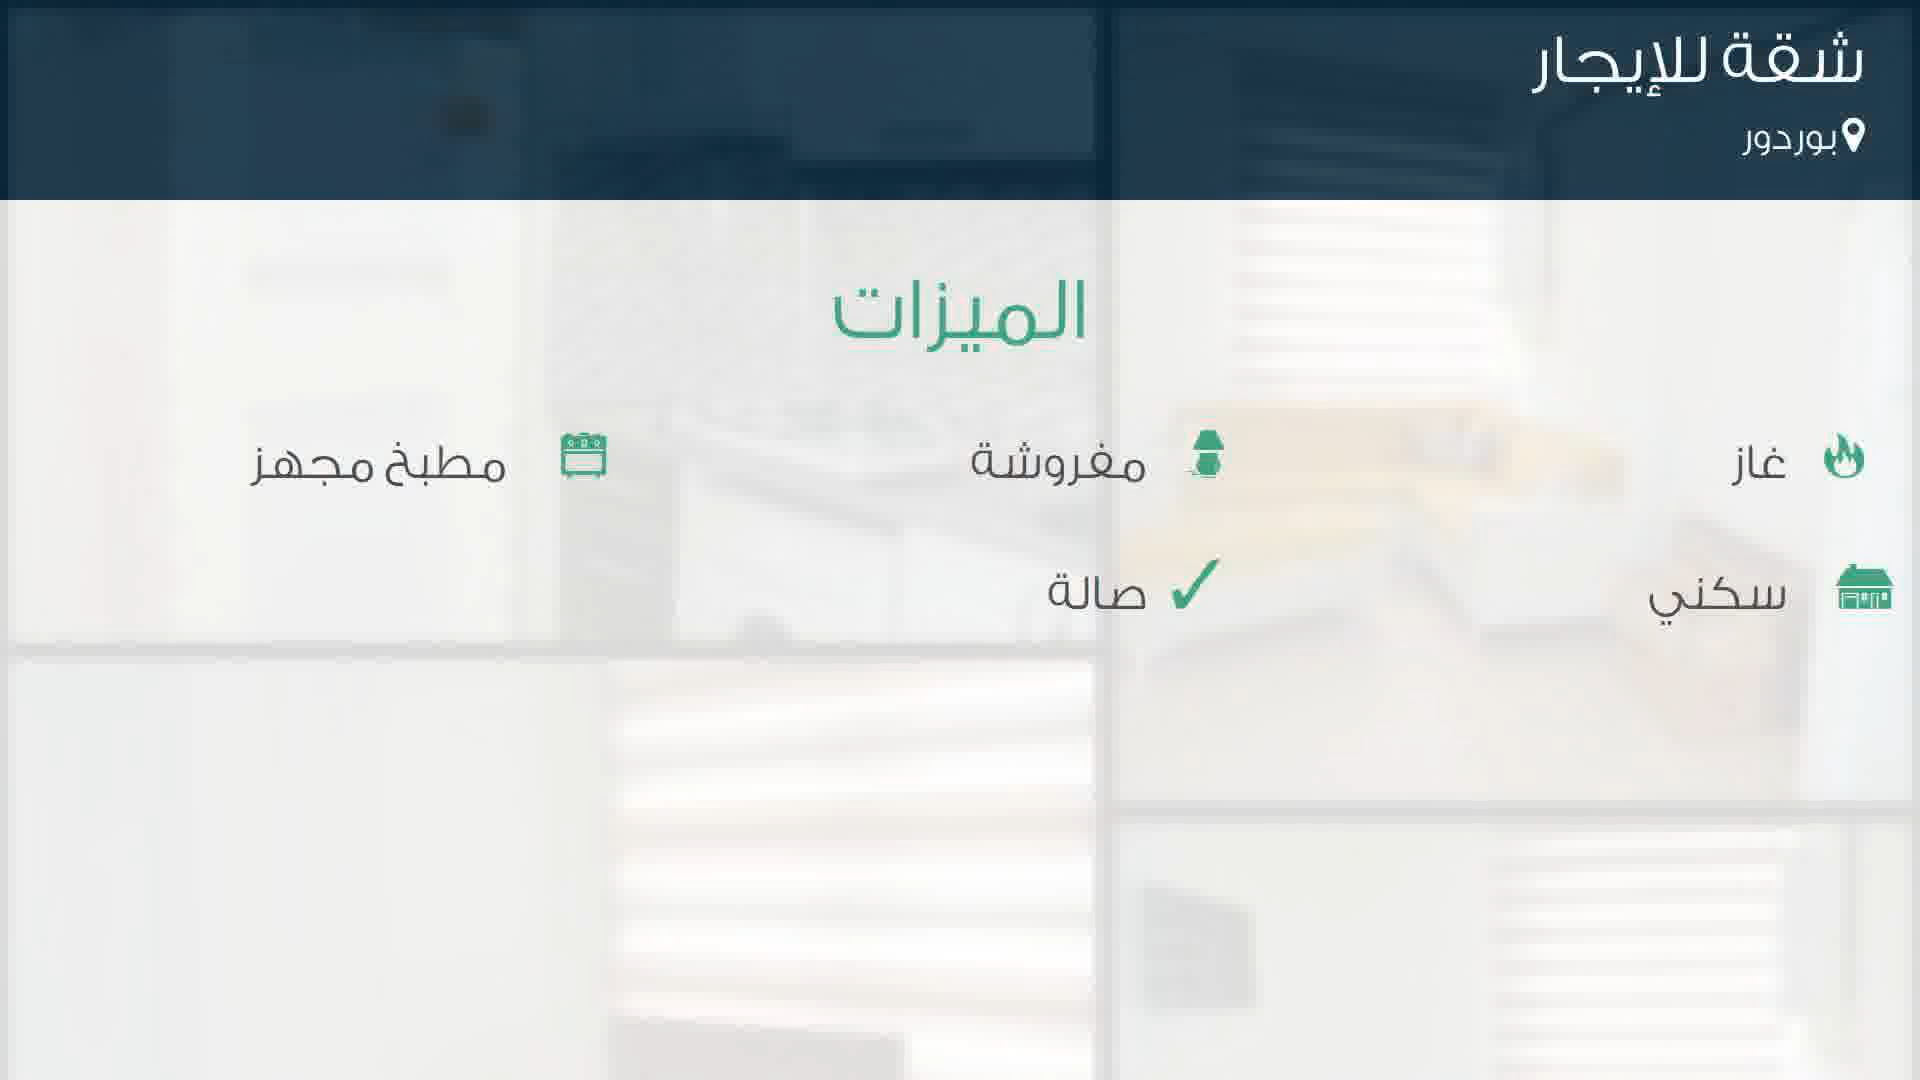 شقة للإيجار
بوردور
الميزات
غاز
مفروشة
مطبخ مجهز
سكني
صالة